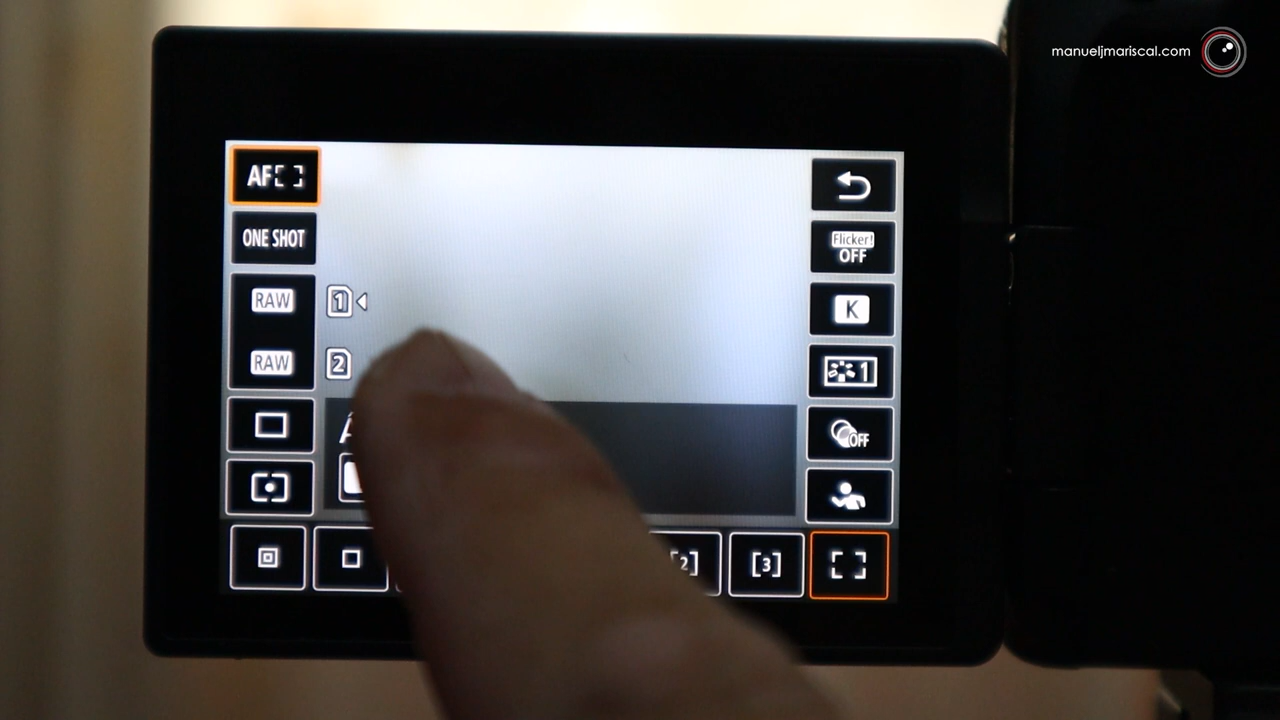 manueljmariscal.com
AF
ONE SHOT
RAW 1
RAW 2
Flicker!
OFF
K
1
OFF
[2]
[3]